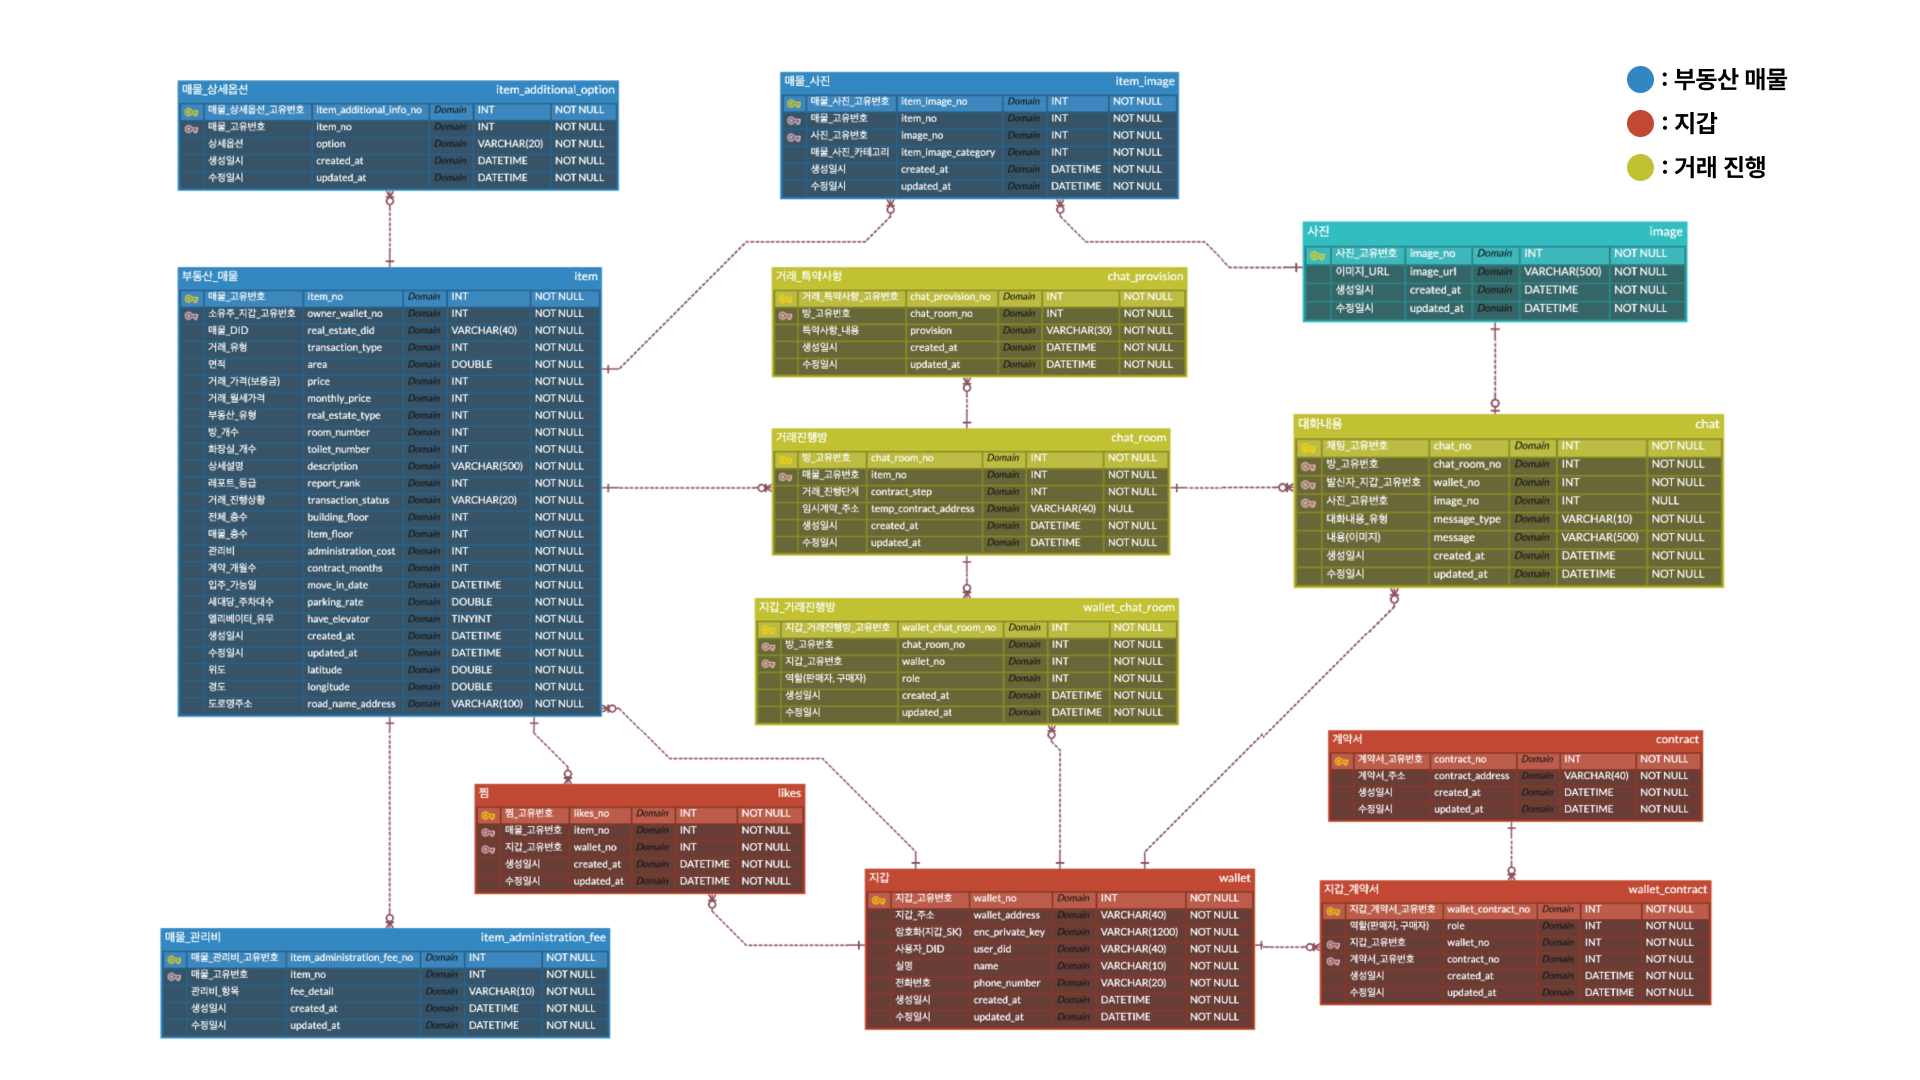 : 부동산 매물
: 지갑
: 거래 진행
매물_상세옵션 item_additional_option
매물_상세옵션_고유번호 item_additional_info_no Domain INT NOT NULL
매물_고유번호 item_no Domain INT NOT NULL
상세옵션 option Domain VARCHAR(20) NOT NULL
생성일시 created_at Domain DATETIME NOT NULL
수정일시 updated_at Domain DATETIME NOT NULL
매물_사진 item_image
매물_사진_고유번호 item_image_no Domain INT NOT NULL
매물_고유번호 item_no Domain INT NOT NULL
사진_고유번호 image_no Domain INT NOT NULL
매물_사진_카테고리 item_image_category Domain INT NOT NULL
생성일시 created_at Domain DATETIME NOT NULL
수정일시 updated_at Domain DATETIME NOT NULL
사진 image
사진_고유번호 image_no Domain INT NOT NULL
이미지_URL image_url Domain VARCHAR(500) NOT NULL
생성일시 created_at Domain DATETIME NOT NULL
수정일시 updated_at Domain DATETIME NOT NULL
부동산_매물 item
매물_고유번호 item_no Domain INT NOT NULL
소유주_지갑_고유번호 owner_wallet_no Domain INT NOT NULL
매물_DID real_estate_did Domain VARCHAR(40) NOT NULL
거래_유형 transaction_type Domain INT NOT NULL
면적 area Domain DOUBLE NOT NULL
거래_가격(보증금) price Domain INT NOT NULL
거래_월세가격 monthly_price Domain INT NOT NULL
부동산_유형 real_estate_type Domain INT NOT NULL
방_개수 room_number Domain INT NOT NULL
화장실_개수 toilet_number Domain INT NOT NULL
상세설명 description Domain VARCHAR(500) NOT NULL
레포트_등급 report_rank Domain INT NOT NULL
거래_진행상황 transaction_status Domain VARCHAR(20) NOT NULL
전체_층수 building_floor Domain INT NOT NULL
매물_층수 item_floor Domain INT NOT NULL
관리비 administration_cost Domain INT NOT NULL
계약_개월수 contract_months Domain INT NOT NULL
입주_가능일 move_in_date Domain DATETIME NOT NULL
세대당_주차대수 parking_rate Domain DOUBLE NOT NULL
엘리베이터_유무 have_elevator Domain TINYINT NOT NULL
생성일시 created_at Domain DATETIME NOT NULL
수정일시 updated_at Domain DATETIME NOT NULL
위도 latitude Domain DOUBLE NOT NULL
경도 longitude Domain DOUBLE NOT NULL
도로명주소 road_name_address Domain VARCHAR(100) NOT NULL
거래_특약사항 chat_provision
거래_특약사항_고유번호 chat_provision_no Domain INT NOT NULL
방_고유번호 chat_room_no Domain INT NOT NULL
특약사항_내용 provision Domain VARCHAR(30) NOT NULL
생성일시 created_at Domain DATETIME NOT NULL
수정일시 updated_at Domain DATETIME NOT NULL
거래진행방 chat_room
방_고유번호 chat_room_no Domain INT NOT NULL
매물_고유번호 item_no Domain INT NOT NULL
거래_진행단계 contract_step Domain INT NOT NULL
임시계약_주소 temp_contract_address Domain VARCHAR(40) NULL
생성일시 created_at Domain DATETIME NOT NULL
수정일시 updated_at Domain DATETIME NOT NULL
대화내용 chat
채팅_고유번호 chat_no Domain INT NOT NULL
방_고유번호 chat_room_no Domain INT NOT NULL
발신자_지갑_고유번호 wallet_no Domain INT NOT NULL
사진_고유번호 image_no Domain INT NULL
대화내용_유형 message_type Domain VARCHAR(10) NOT NULL
내용(이미지) message Domain VARCHAR(500) NOT NULL
생성일시 created_at Domain DATETIME NOT NULL
수정일시 updated_at Domain DATETIME NOT NULL
지갑_거래진행방 wallet_chat_room
지갑_거래진행방_고유번호 wallet_chat_room_no Domain INT NOT NULL
방_고유번호 chat_room_no Domain INT NOT NULL
지갑_고유번호 wallet_no Domain INT NOT NULL
역할(판매자, 구매자) role Domain INT NOT NULL
생성일시 created_at Domain DATETIME NOT NULL
수정일시 updated_at Domain DATETIME NOT NULL
계약서 contract
계약서_고유번호 contract_no Domain INT NOT NULL
계약서_주소 contract_address Domain VARCHAR(40) NOT NULL
생성일시 created_at Domain DATETIME NOT NULL
수정일시 updated_at Domain DATETIME NOT NULL
찜 likes
찜_고유번호 likes_no Domain INT NOT NULL
매물_고유번호 item_no Domain INT NOT NULL
지갑_고유번호 wallet_no Domain INT NOT NULL
생성일시 created_at Domain DATETIME NOT NULL
수정일시 updated_at Domain DATETIME NOT NULL
지갑 wallet
지갑_고유번호 wallet_no Domain INT NOT NULL
지갑_주소 wallet_address Domain VARCHAR(40) NOT NULL
암호화(지갑_SK) enc_private_key Domain VARCHAR(1200) NOT NULL
사용자_DID user_did Domain VARCHAR(40) NOT NULL
실명 name Domain VARCHAR(10) NOT NULL
전화번호 phone_number Domain VARCHAR(20) NOT NULL
생성일시 created_at Domain DATETIME NOT NULL
수정일시 updated_at Domain DATETIME NOT NULL
지갑_계약서 wallet_contract
지갑_계약서_고유번호 wallet_contract_no Domain INT NOT NULL
역할(판매자, 구매자) role Domain INT NOT NULL
지갑_고유번호 wallet_no Domain INT NOT NULL
계약서_고유번호 contract_no Domain INT NOT NULL
생성일시 created_at Domain DATETIME NOT NULL
수정일시 updated_at Domain DATETIME NOT NULL
매물_관리비 item_administration_fee
매물_관리비_고유번호 item_administration_fee_no Domain INT NOT NULL
매물_고유번호 item_no Domain INT NOT NULL
관리비_항목 fee_detail Domain VARCHAR(10) NOT NULL
생성일시 created_at Domain DATETIME NOT NULL
수정일시 updated_at Domain DATETIME NOT NULL